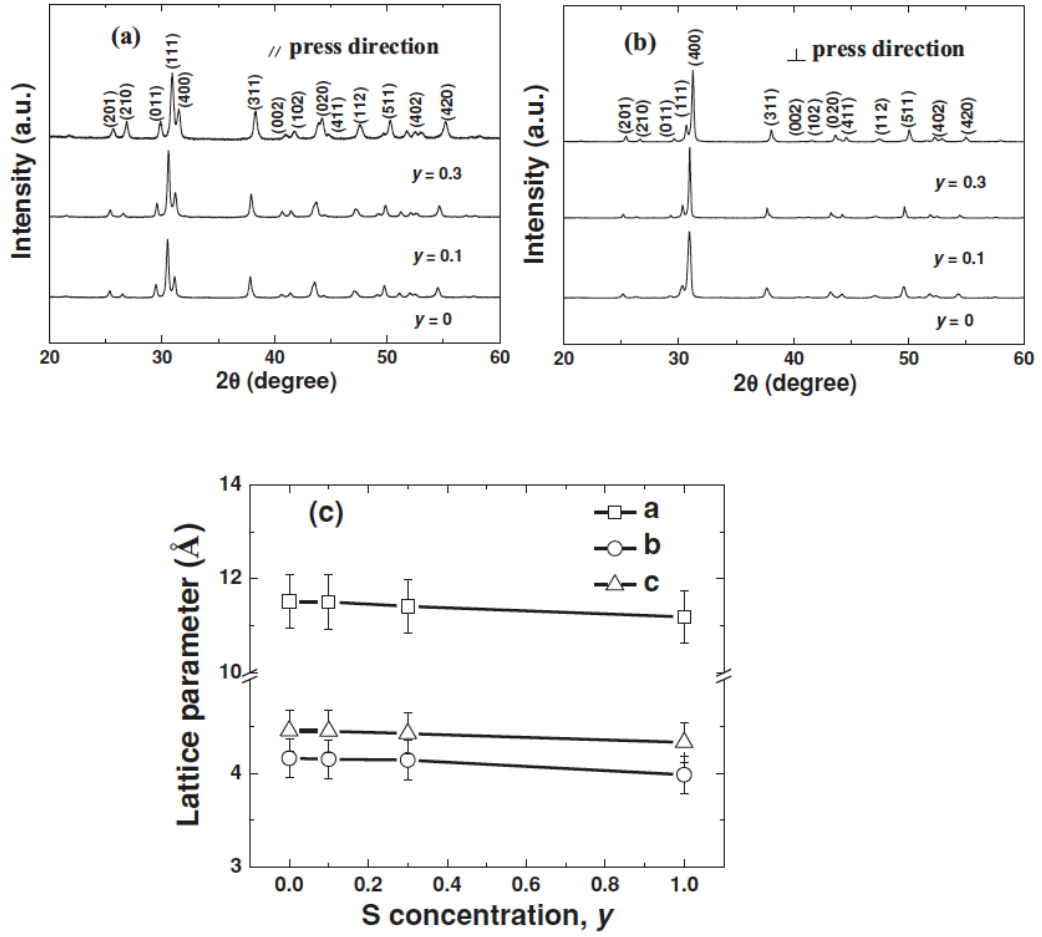 (a)
// press direction
(201)
(210)
(011)
(111)
(400)
(311)
(002)
(102)
(020)
(411)
(112)
(511)
(402)
(420)
y = 0.3
y = 0.1
y = 0
Intensity (a.u.)
20 30 40 50 60
2θ (degree)
(b)
⊥ press direction
(201)
(210)
(011)
(111)
(400)
(311)
(002)
(102)
(020)
(411)
(112)
(511)
(402)
(420)
y = 0.3
y = 0.1
y = 0
Intensity (a.u.)
20 30 40 50 60
2θ (degree)
(c)
a
b
c
14
12
10
4
3
Lattice parameter (Å)
0.0 0.2 0.4 0.6 0.8 1.0
S concentration, y